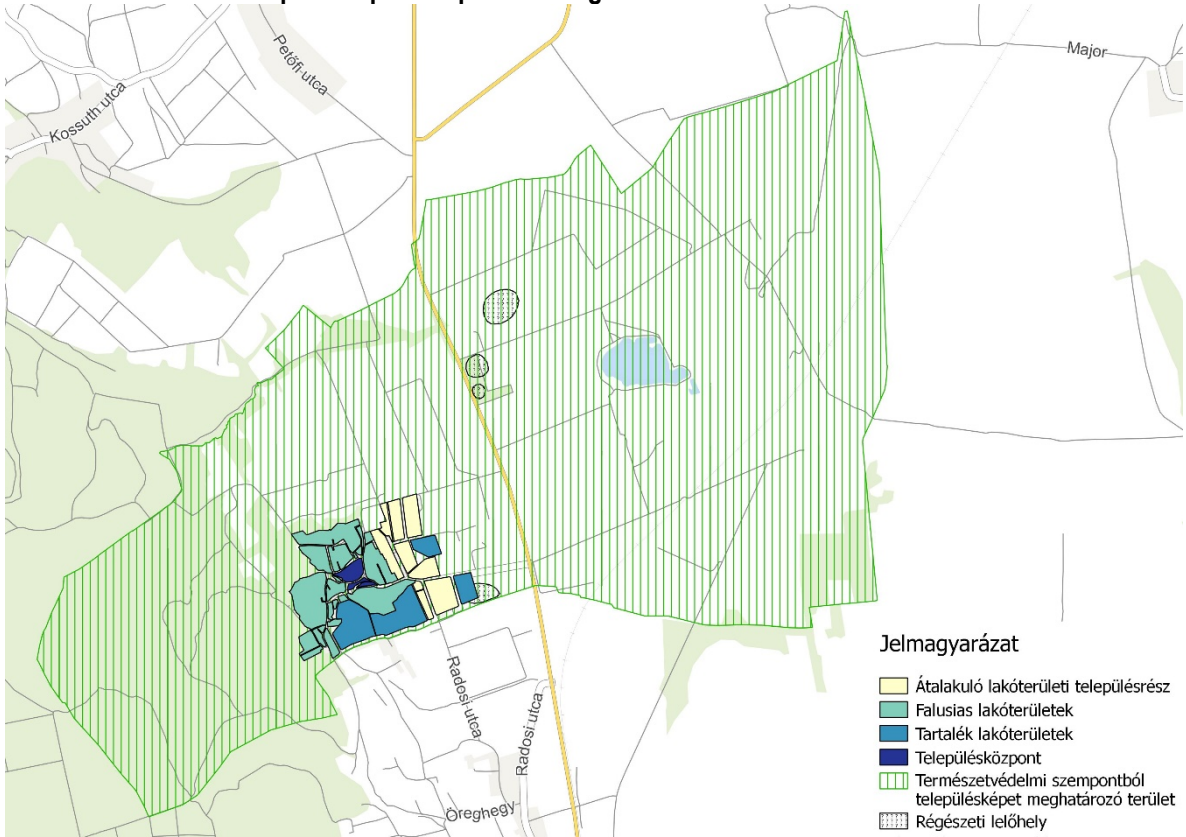 Petőfi utca
Major
Kossuth utca
Radosi utca
Radosi utca
Öreghegy
Jelmagyarázat
Átalakuló lakóterületi településrész
Falusias lakóterületek
Tartalék lakóterületek
Településközpont
Természetvédelmi szempontból
településképet meghatározó terület
Régészeti lelőhely